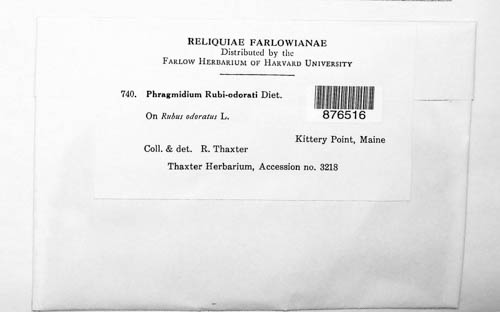 RELIQUIAE FARLOWIANAE
Distributed by the
FARLOW HERBARIUM OF HARVARD UNIVERSITY
740. Phragmidium Rubi-odorati Diet.
876516
On Rubus odoratus L.
Kittery Point, Maine
Coll. & det. R. Thaxter
Thaxter Herbarium, Accession no. 3218